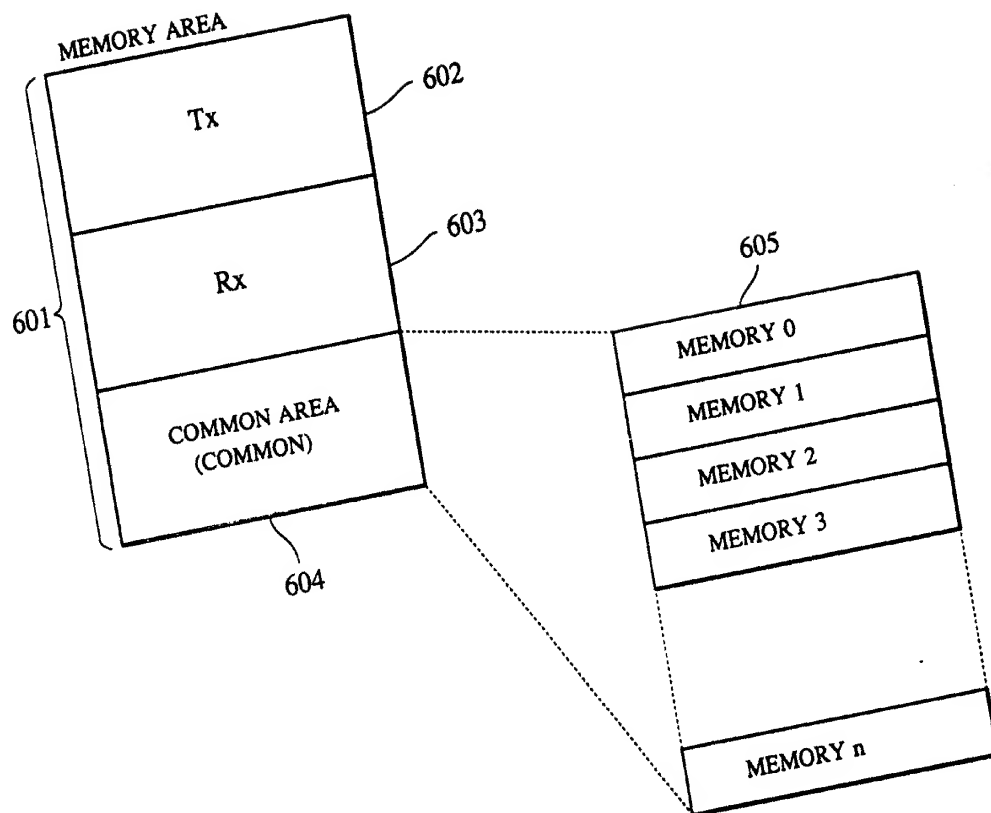 MEMORY AREA
Tx
602
Rx
603
601
COMMON AREA
(COMMON)
604
605
MEMORY 0
MEMORY 1
MEMORY 2
MEMORY 3
MEMORY n